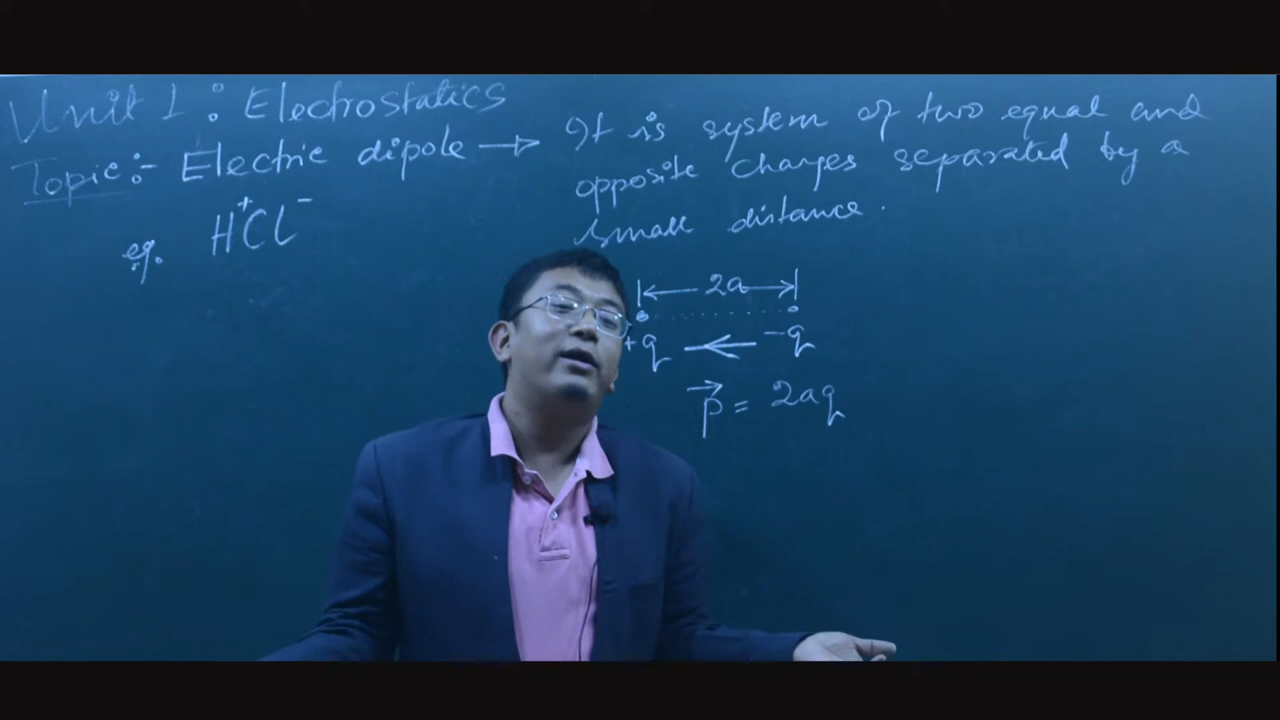 Unit 1 : Electrostatics
Topic :- Electric dipole → It is system of two equal and
opposite charges separated by a
small distance.
eg. H⁺Cl⁻
2a
+q ← -q
p⃗ = 2aq